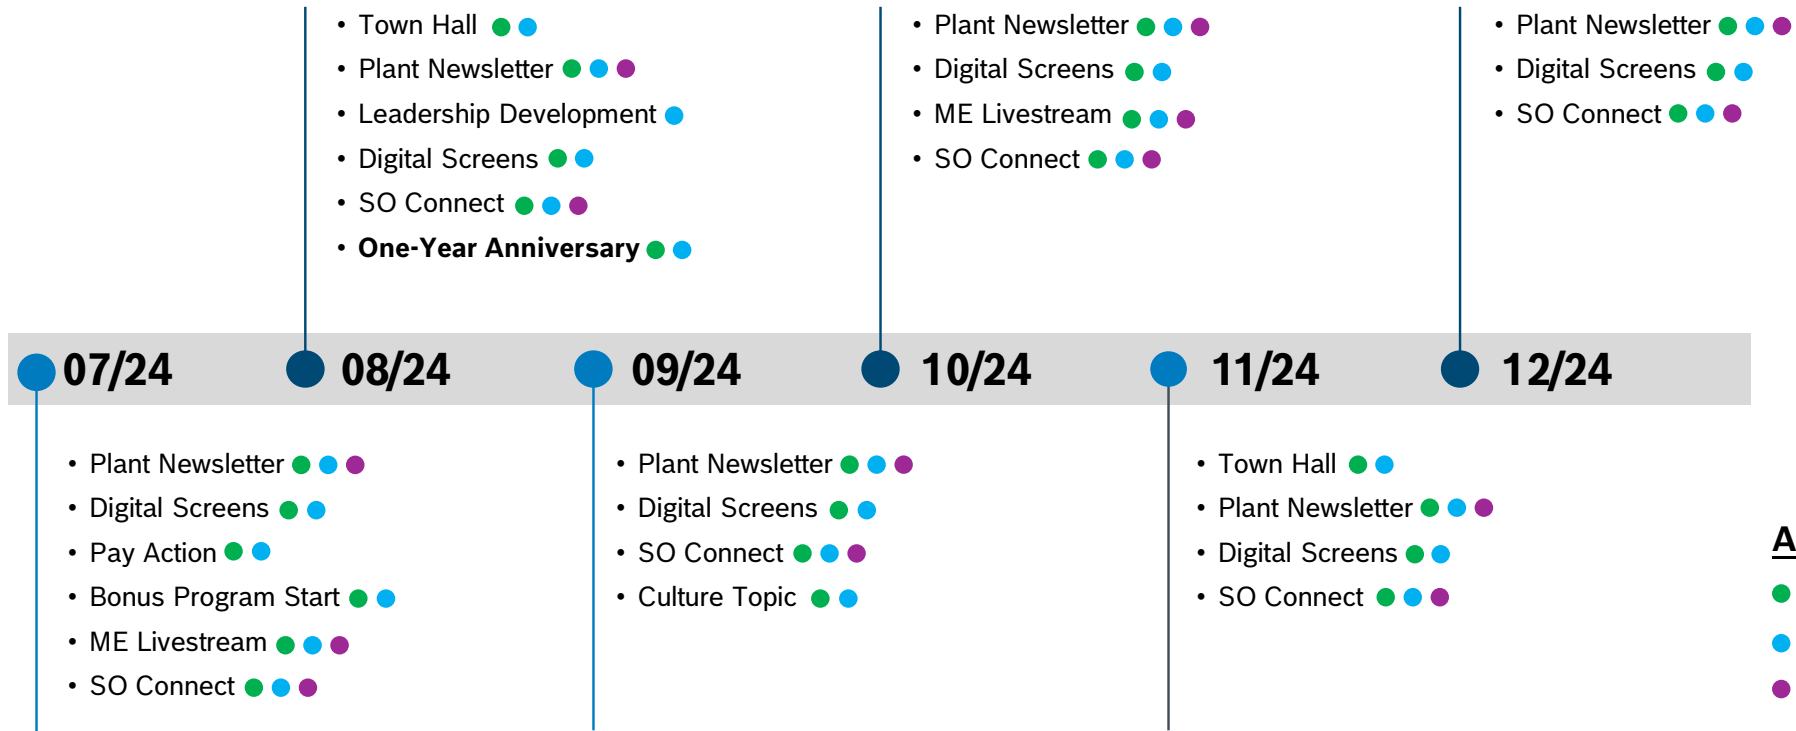 • Town Hall
• Plant Newsletter
• Leadership Development
• Digital Screens
• SO Connect
• One-Year Anniversary
• Plant Newsletter
• Digital Screens
• ME Livestream
• SO Connect
• Plant Newsletter
• Digital Screens
• SO Connect
07/24
08/24
09/24
10/24
11/24
12/24
• Plant Newsletter
• Digital Screens
• Pay Action
• Bonus Program Start
• ME Livestream
• SO Connect
• Plant Newsletter
• Digital Screens
• SO Connect
• Culture Topic
• Town Hall
• Plant Newsletter
• Digital Screens
• SO Connect
A